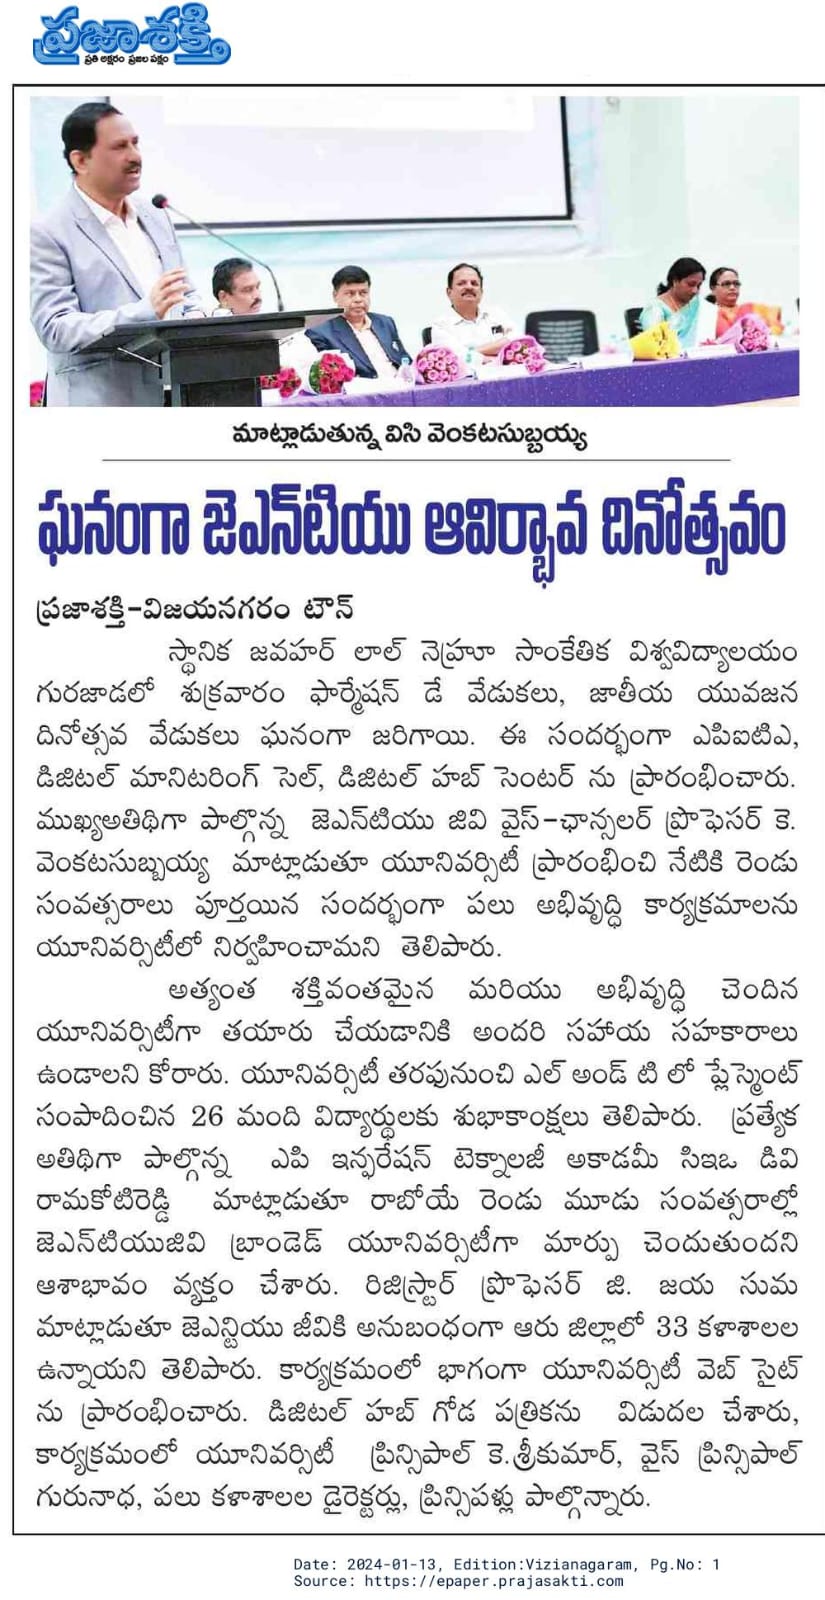 ప్రజాశక్తి
ప్రతి అక్షరం ప్రజల పక్షం
మాట్లాడుతున్న విసి వెంకటసుబ్బయ్య
ఘనంగా జెఎన్‌టియు ఆవిర్భావ దినోత్సవం
ప్రజాశక్తి-విజయనగరం టౌన్
స్థానిక జవహర్ లాల్ నెహ్రూ సాంకేతిక విశ్వవిద్యాలయం
గురజాడలో శుక్రవారం ఫార్మేషన్ డే వేడుకలు, జాతీయ యువజన
దినోత్సవ వేడుకలు ఘనంగా జరిగాయి. ఈ సందర్భంగా ఎపిఐటిఎ,
డిజిటల్ మానిటరింగ్ సెల్, డిజిటల్ హబ్ సెంటర్ ను ప్రారంభించారు.
ముఖ్యఅతిథిగా పాల్గొన్న జెఎన్‌టియు జివి వైస్-ఛాన్సలర్ ప్రొఫెసర్ కె.
వెంకటసుబ్బయ్య మాట్లాడుతూ యూనివర్సిటీ ప్రారంభించి నేటికి రెండు
సంవత్సరాలు పూర్తయిన సందర్భంగా పలు అభివృద్ధి కార్యక్రమాలను
యూనివర్సిటీలో నిర్వహించామని తెలిపారు.
అత్యంత శక్తివంతమైన మరియు అభివృద్ధి చెందిన
యూనివర్సిటీగా తయారు చేయడానికి అందరి సహాయ సహకారాలు
ఉండాలని కోరారు. యూనివర్సిటీ తరఫునుంచి ఎల్ అండ్ టి లో ప్లేస్మెంట్
సంపాదించిన 26 మంది విద్యార్థులకు శుభాకాంక్షలు తెలిపారు. ప్రత్యేక
అతిథిగా పాల్గొన్న ఎపి ఇన్ఫరేషన్ టెక్నాలజీ అకాడమీ సిఇఒ డివి
రామకోటిరెడ్డి మాట్లాడుతూ రాబోయే రెండు మూడు సంవత్సరాల్లో
జెఎన్‌టియుజివి బ్రాండెడ్ యూనివర్సిటీగా మార్పు చెందుతుందని
ఆశాభావం వ్యక్తం చేశారు. రిజిస్ట్రార్ ప్రొఫెసర్ జి. జయ సుమ
మాట్లాడుతూ జెఎన్టియు జీవికి అనుబంధంగా ఆరు జిల్లాలో 33 కళాశాలల
ఉన్నాయని తెలిపారు. కార్యక్రమంలో భాగంగా యూనివర్సిటీ వెబ్ సైట్
ను ప్రారంభించారు. డిజిటల్ హబ్ గోడ పత్రికను విడుదల చేశారు,
కార్యక్రమంలో యూనివర్సిటీ ప్రిన్సిపాల్ కె.శ్రీకుమార్, వైస్ ప్రిన్సిపాల్
గురునాధ, పలు కళాశాలల డైరెక్టర్లు, ప్రిన్సిపళ్లు పాల్గొన్నారు.
Date: 2024-01-13, Edition:Vizianagaram, Pg.No: 1
Source: https://epaper.prajasakti.com